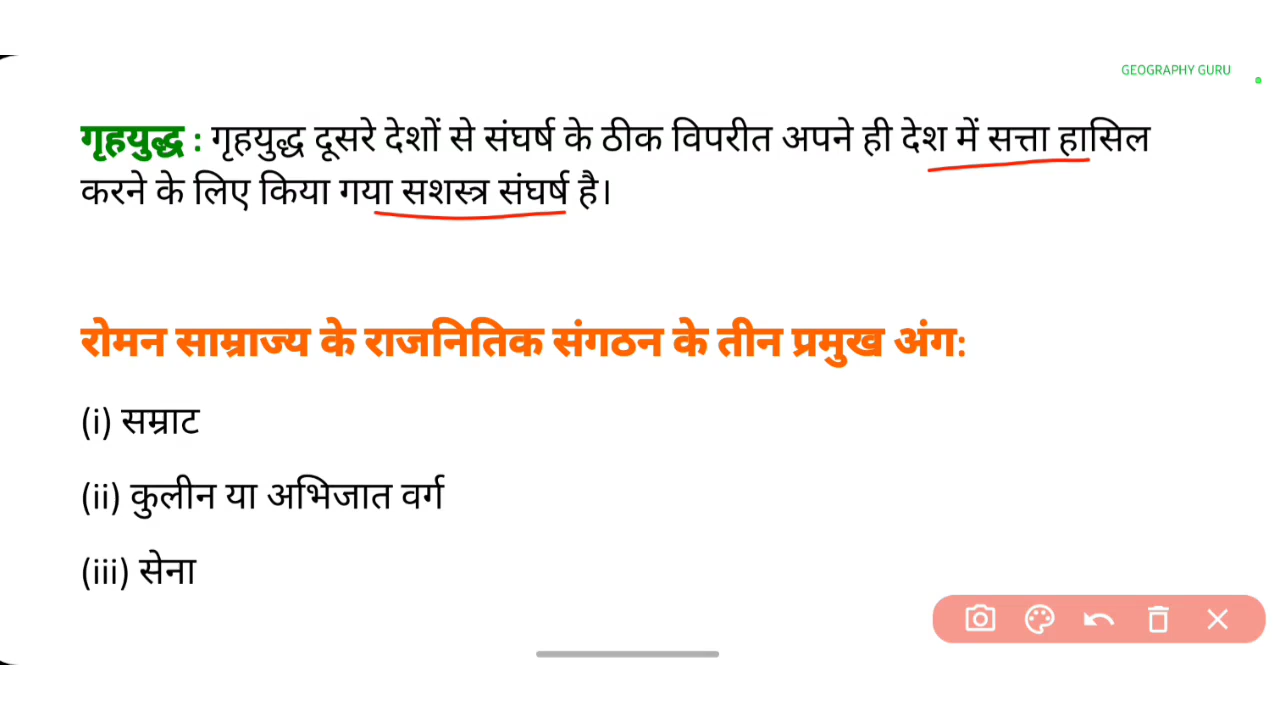 GEOGRAPHY GURU
गृहयुद्ध : गृहयुद्ध दूसरे देशों से संघर्ष के ठीक विपरीत अपने ही देश में सत्ता हासिल
करने के लिए किया गया सशस्त्र संघर्ष है।
रोमन साम्राज्य के राजनितिक संगठन के तीन प्रमुख अंग:
(i) सम्राट
(ii) कुलीन या अभिजात वर्ग
(iii) सेना